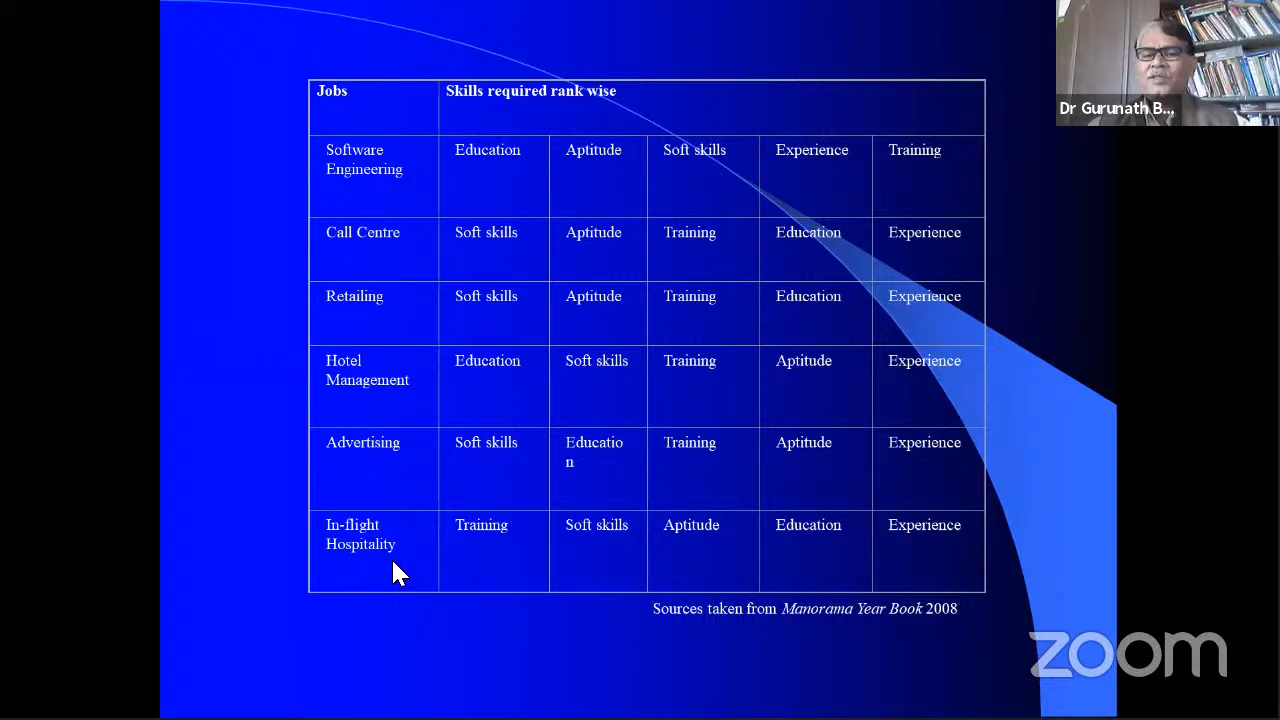 Jobs Skills required rank wise
Software Education Aptitude Soft skills Experience Training
Engineering
Call Centre Soft skills Aptitude Training Education Experience
Retailing Soft skills Aptitude Training Education Experience
Hotel Education Soft skills Training Aptitude Experience
Management
Advertising Soft skills Educatio Training Aptitude Experience
n
In-flight Training Soft skills Aptitude Education Experience
Hospitality
Sources taken from Manorama Year Book 2008
Dr Gurunath B...
zoom